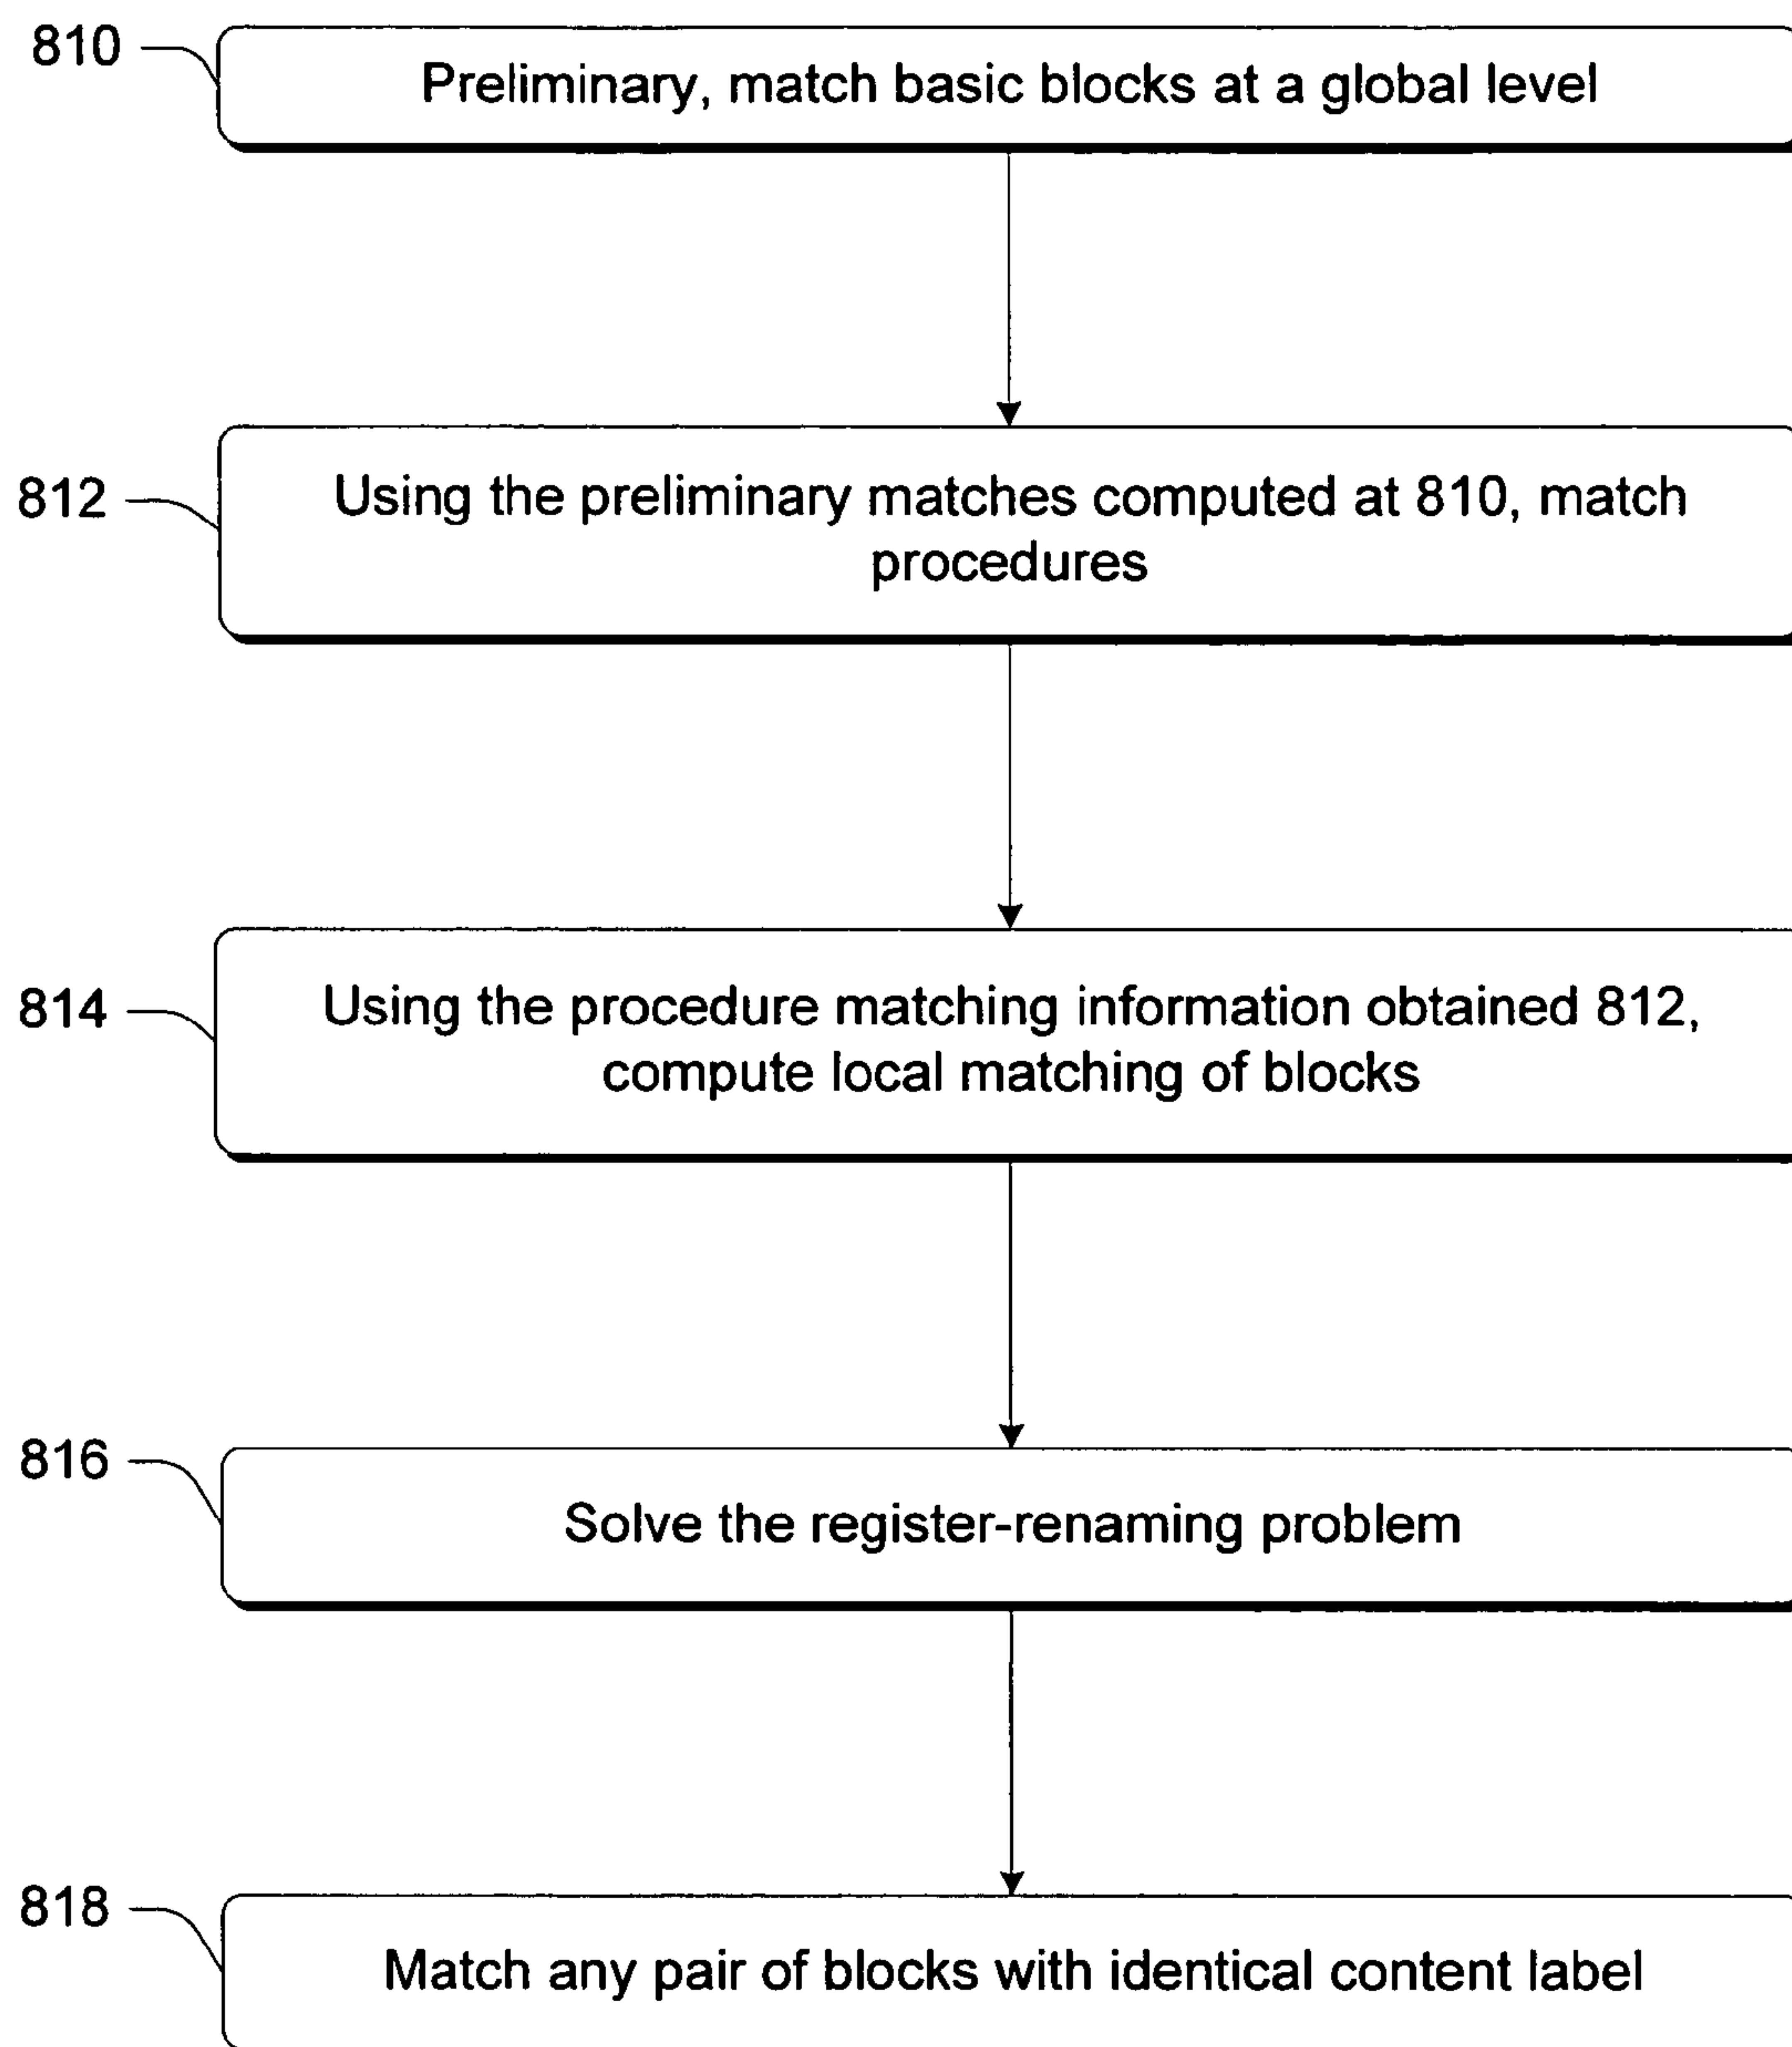 810
Preliminary, match basic blocks at a global level
812
Using the preliminary matches computed at 810, match
procedures
814
Using the procedure matching information obtained 812,
compute local matching of blocks
816
Solve the register-renaming problem
818
Match any pair of blocks with identical content label